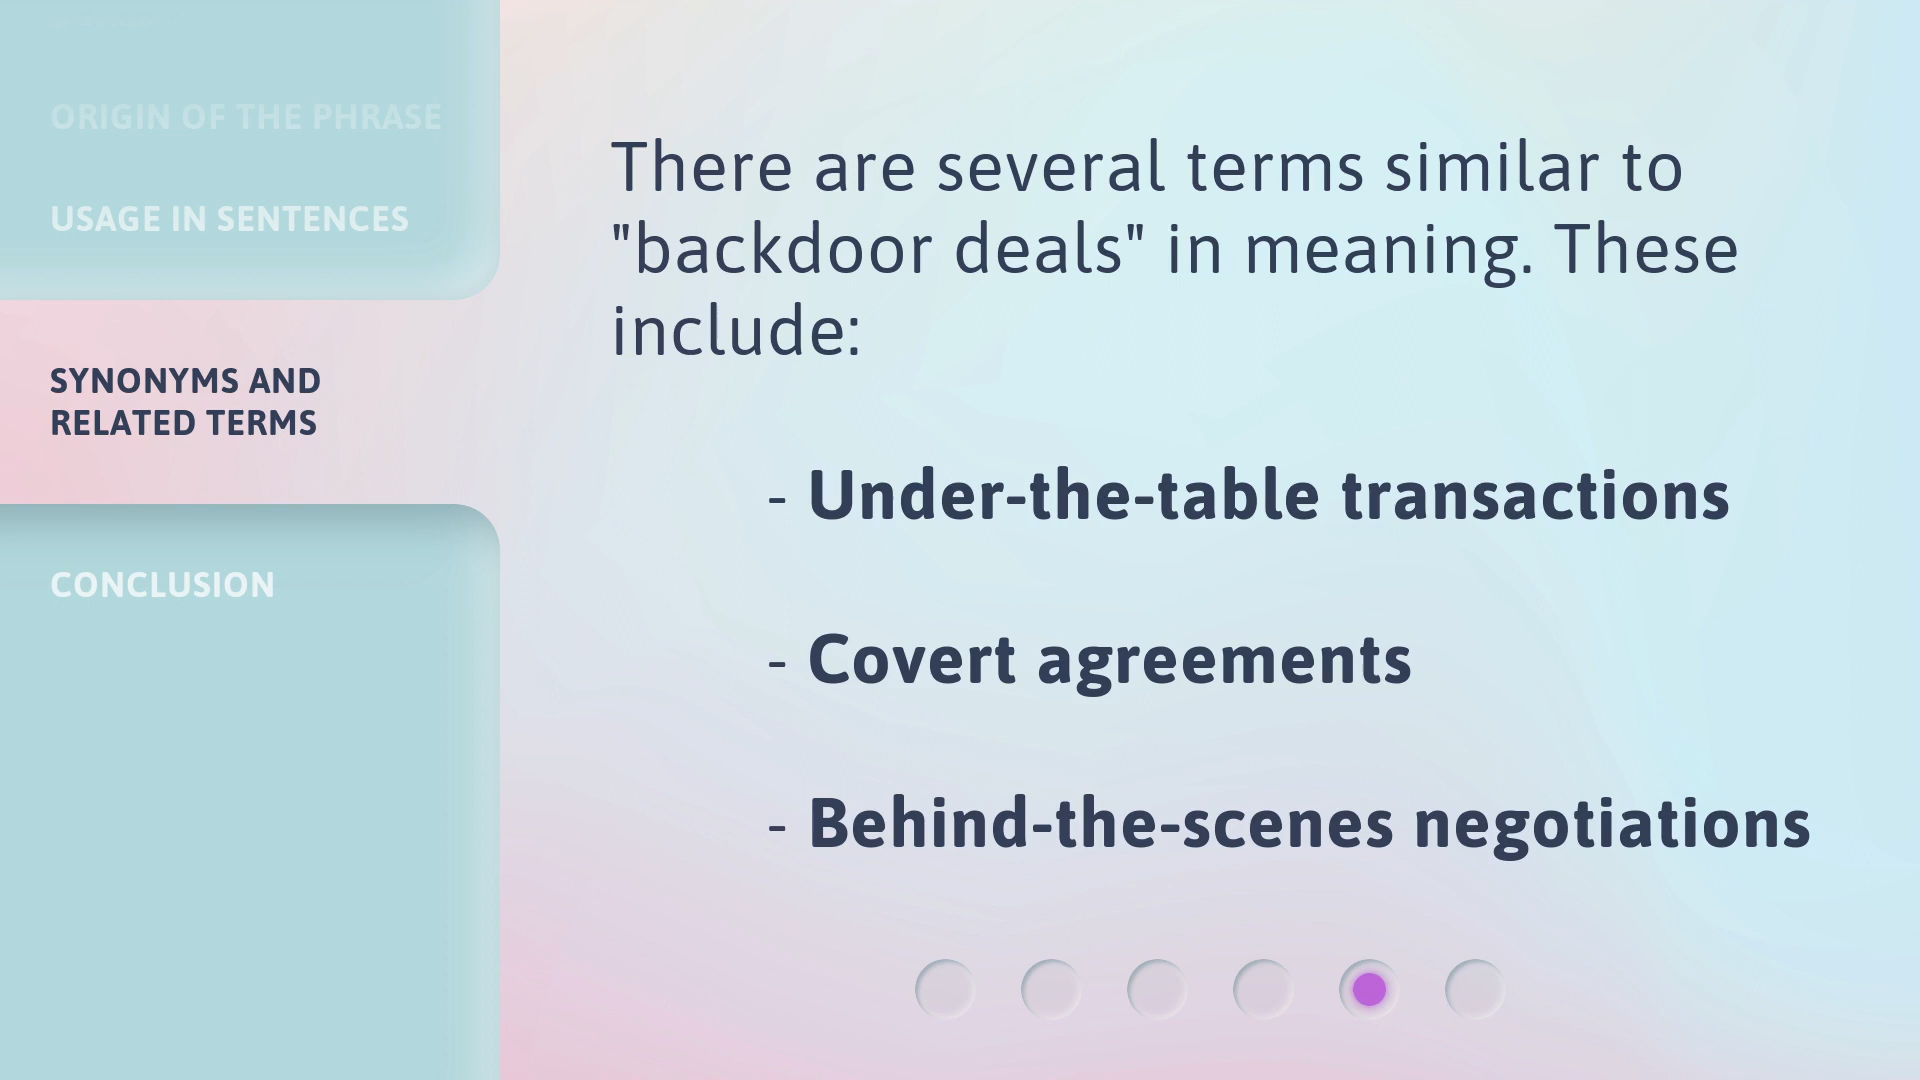 ORIGIN OF THE PHRASE
USAGE IN SENTENCES
SYNONYMS AND
RELATED TERMS
CONCLUSION
There are several terms similar to
"backdoor deals" in meaning. These
include:
- Under-the-table transactions
- Covert agreements
- Behind-the-scenes negotiations